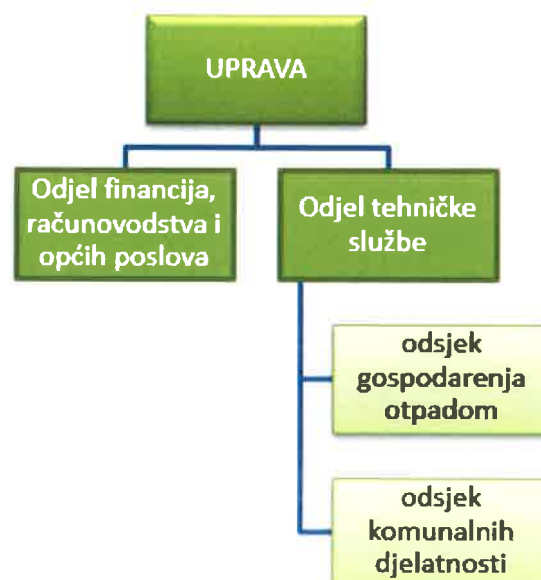 UPRAVA
Odjel financija,
računovodstva i
općih poslova
Odjel tehničke
službe
odsjek
gospodarenja
otpadom
odsjek
komunalnih
djelatnosti